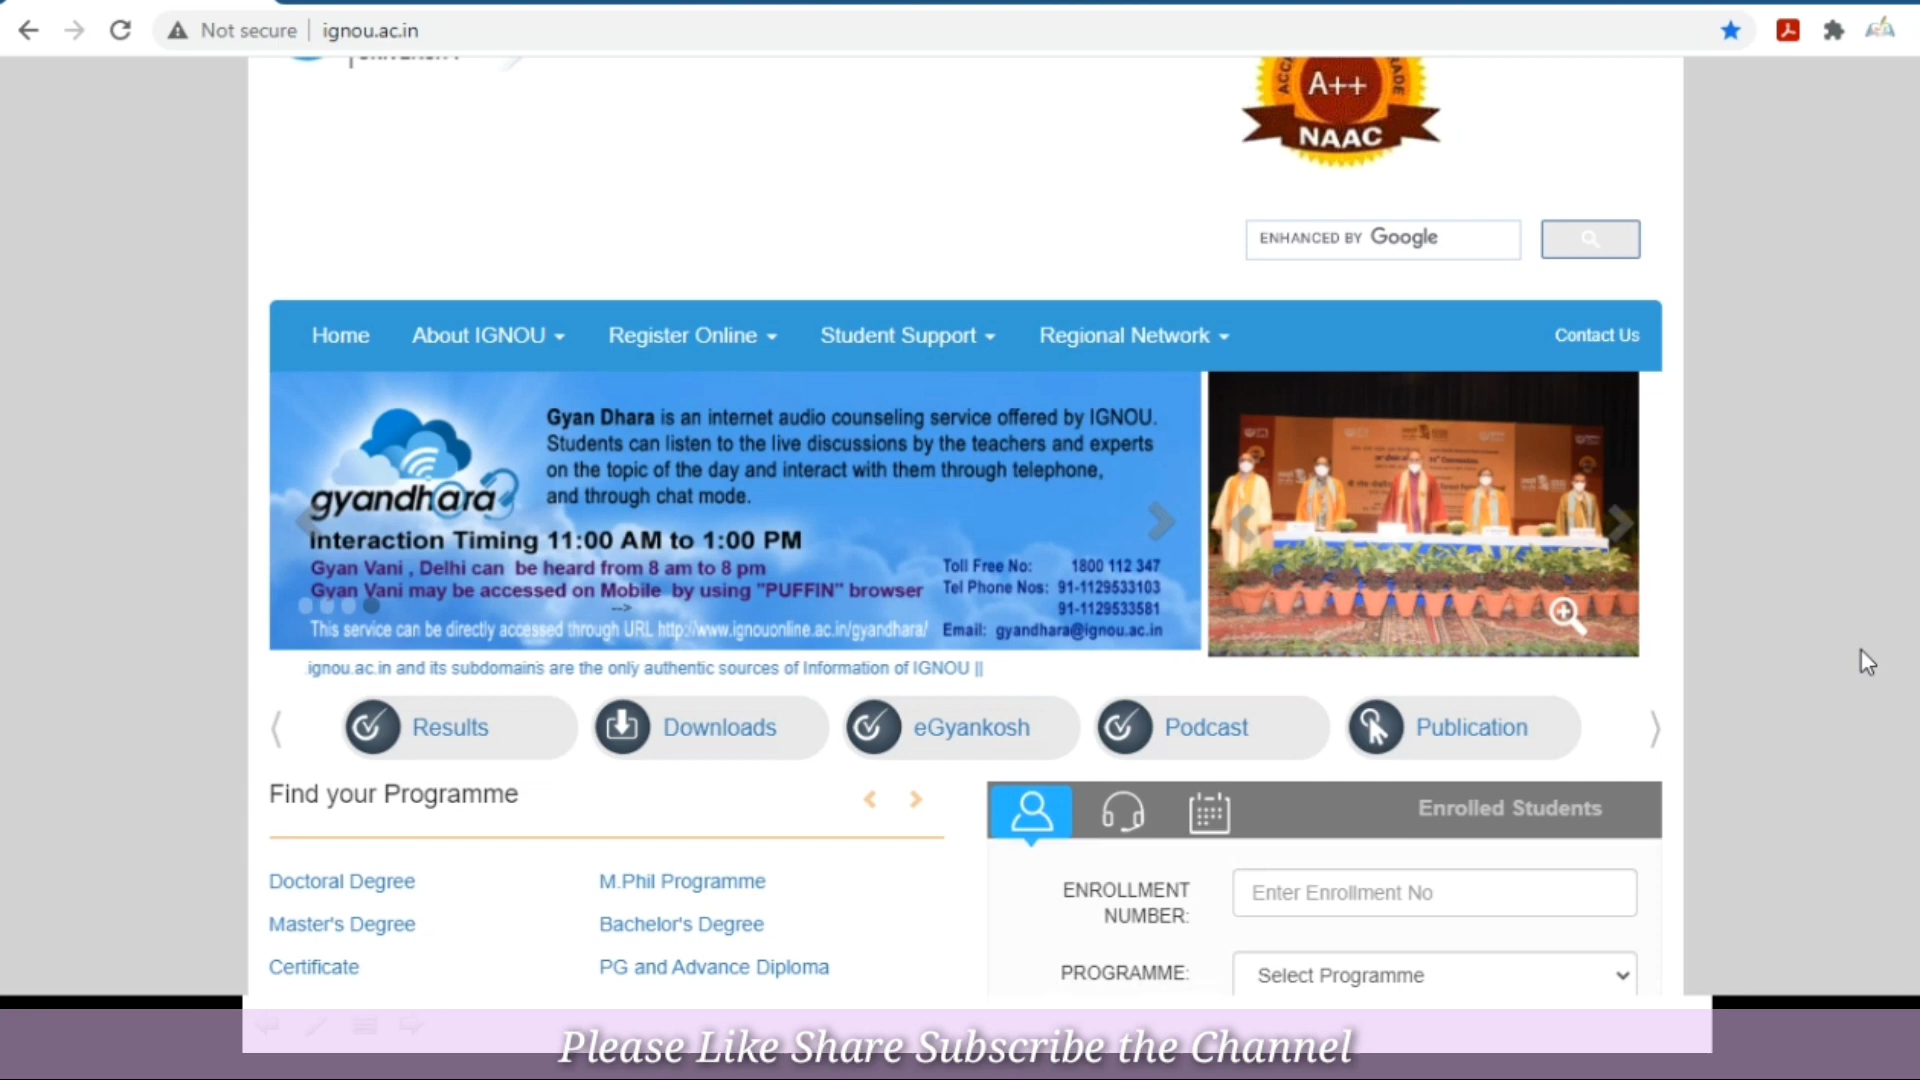 Not secure
ignou.ac.in
A++
NAAC
ENHANCED BY Google
Home
About IGNOU
Register Online
Student Support
Regional Network
Contact Us
gyandhara
Gyan Dhara is an internet audio counseling service offered by IGNOU.
Students can listen to the live discussions by the teachers and experts
on the topic of the day and interact with them through telephone,
and through chat mode.
Interaction Timing 11:00 AM to 1:00 PM
Gyan Vani , Delhi can be heard from 8 am to 8 pm
Gyan Vani may be accessed on Mobile by using "PUFFIN" browser
-->
This service can be directly accessed through URL http://www.ignouonline.ac.in/gyandhara/
Toll Free No: 1800 112 347
Tel Phone Nos: 91-1129533103
91-1129533581
Email: gyandhara@ignou.ac.in
ignou.ac.in and its subdomains are the only authentic sources of Information of IGNOU ||
Results
Downloads
eGyankosh
Podcast
Publication
Find your Programme
Doctoral Degree
M.Phil Programme
Master's Degree
Bachelor's Degree
Certificate
PG and Advance Diploma
Enrolled Students
ENROLLMENT
NUMBER:
Enter Enrollment No
PROGRAMME:
Select Programme
Please Like Share Subscribe the Channel